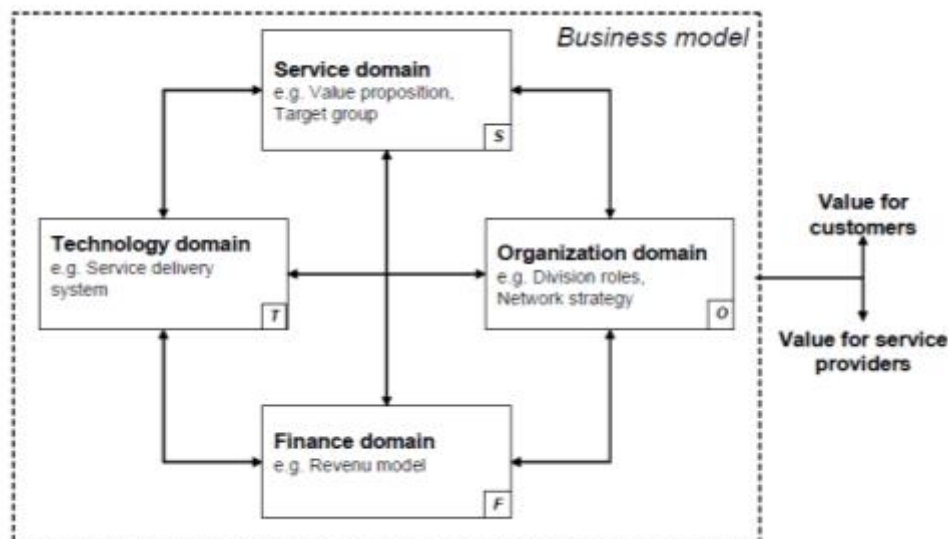 Business model
Service domain
e.g. Value proposition,
Target group
S
Technology domain
e.g. Service delivery
system
T
Organization domain
e.g. Division roles,
Network strategy
O
Value for
customers
Value for service
providers
Finance domain
e.g. Revenu model
F